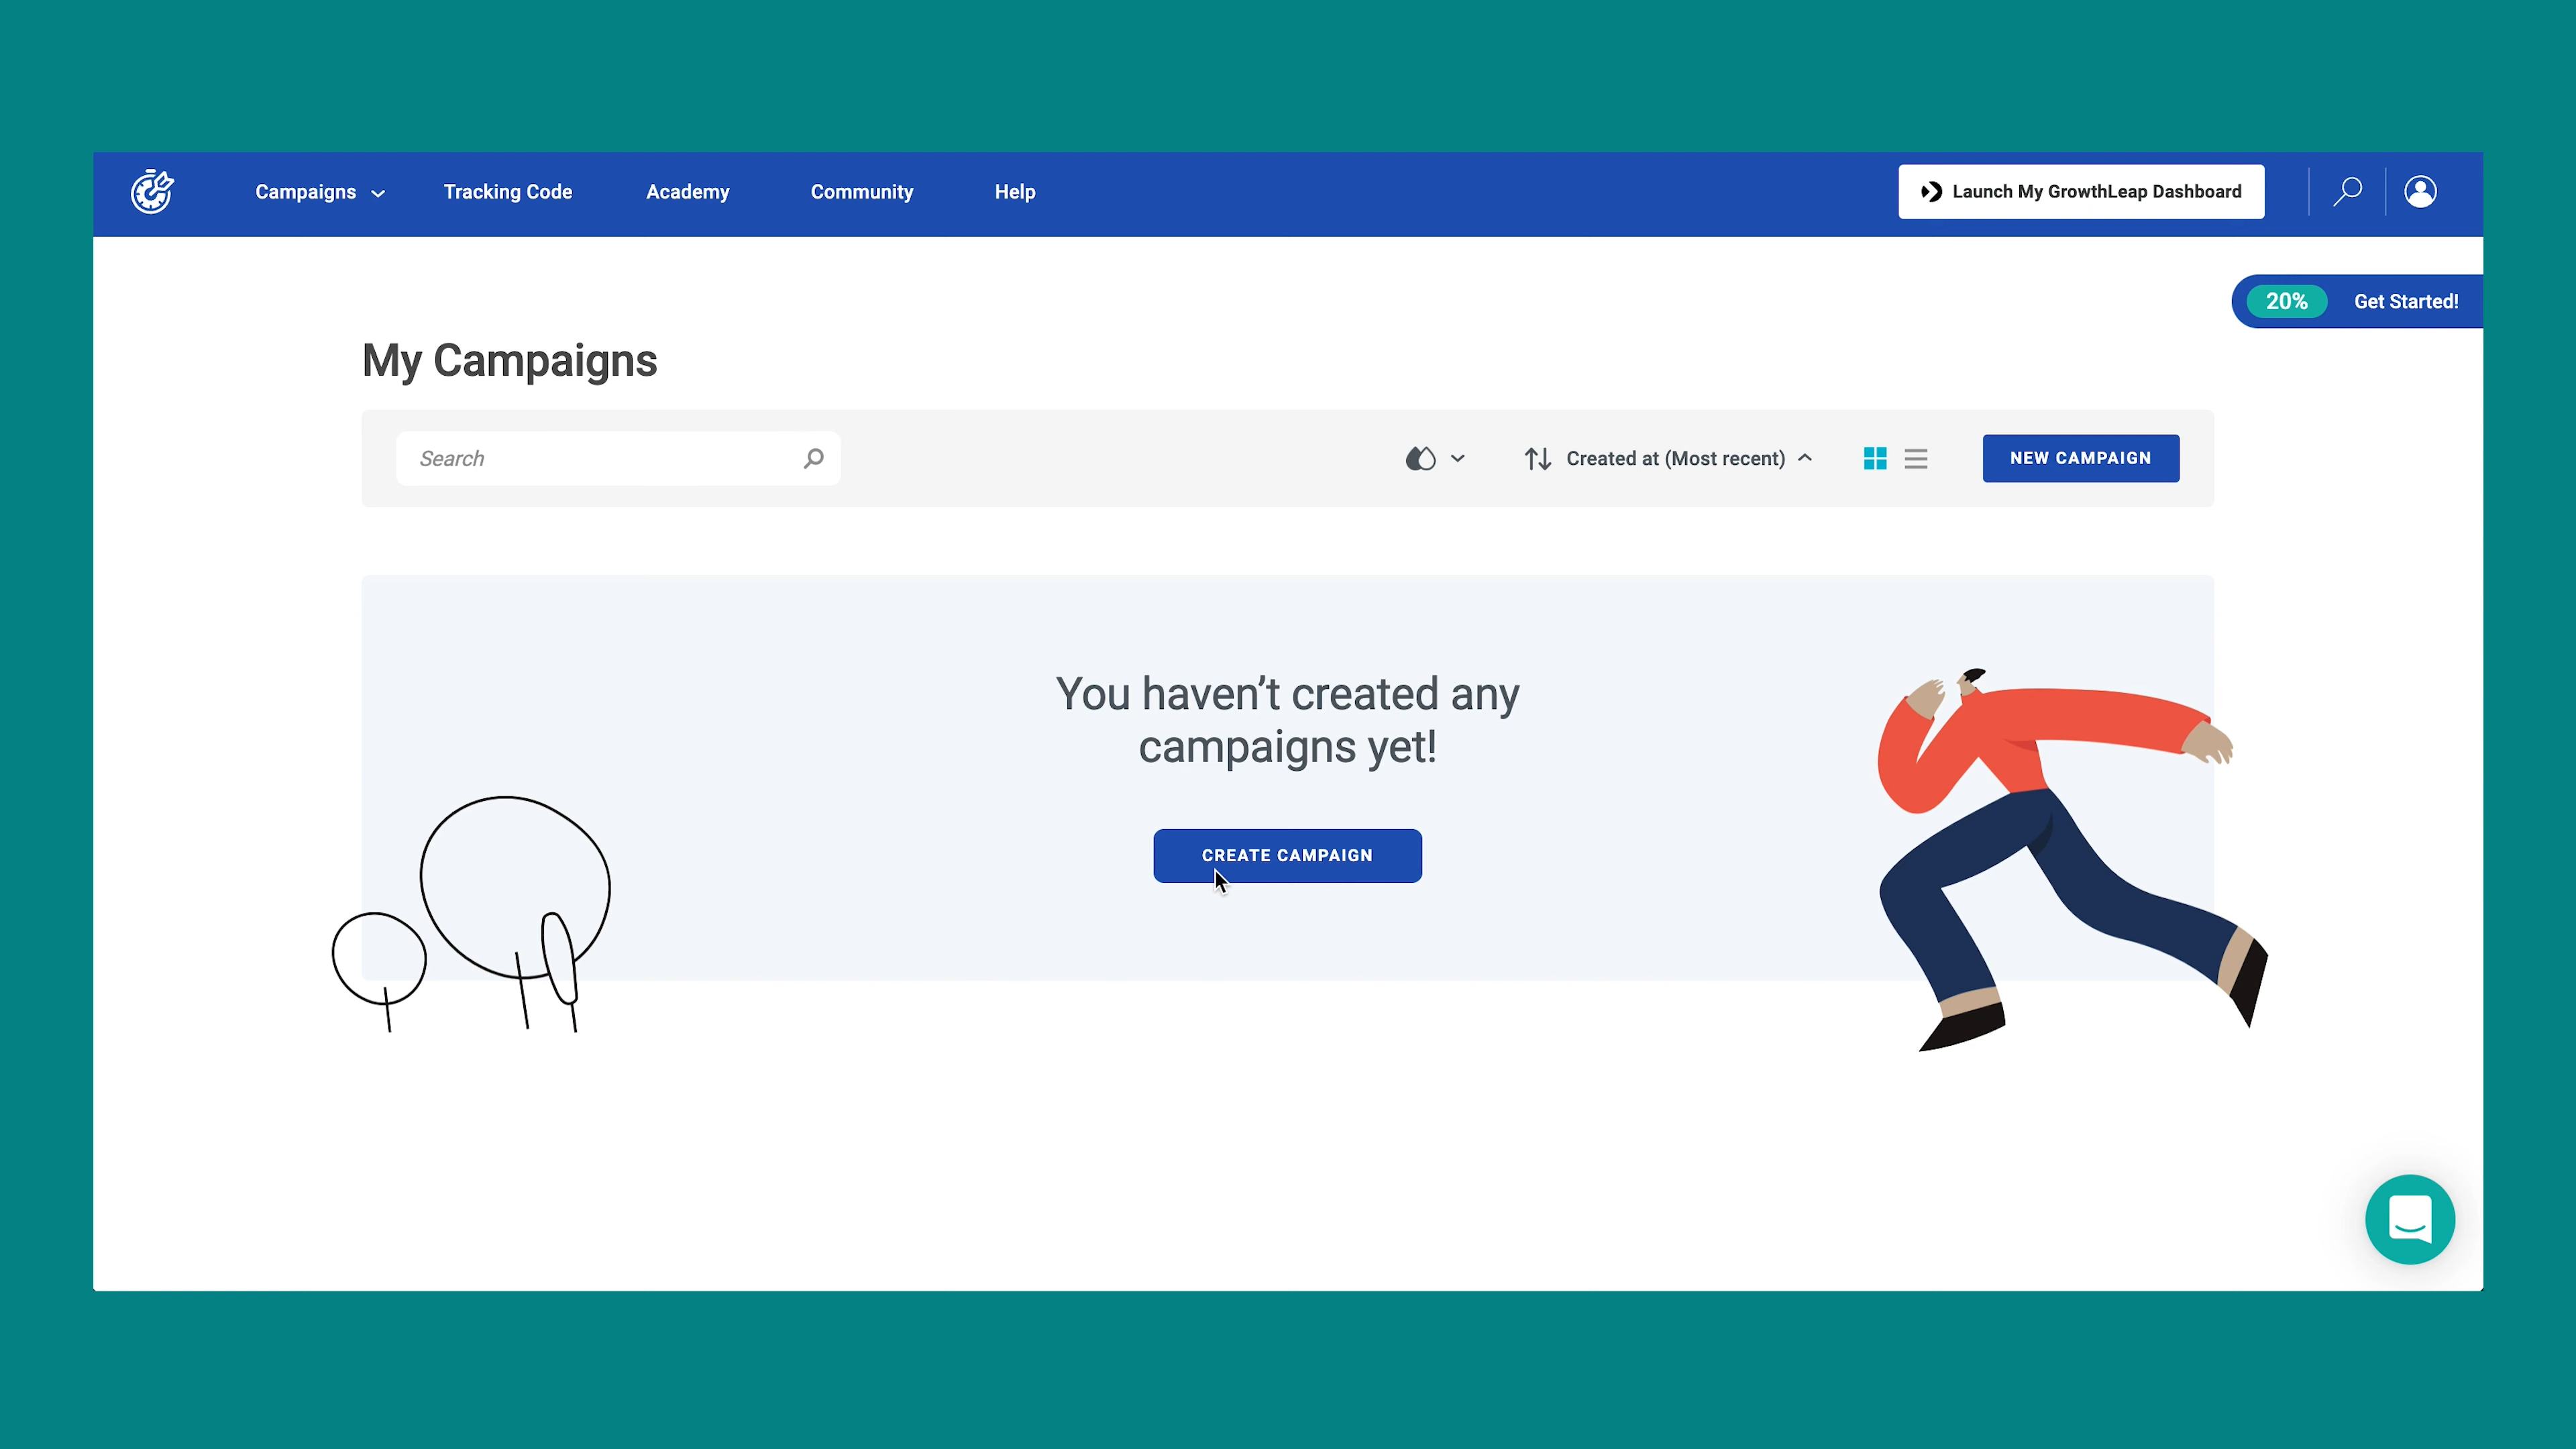 Campaigns
Tracking Code
Academy
Community
Help
Launch My GrowthLeap Dashboard
20% Get Started!
My Campaigns
Search
Created at (Most recent)
NEW CAMPAIGN
You haven’t created any
campaigns yet!
CREATE CAMPAIGN